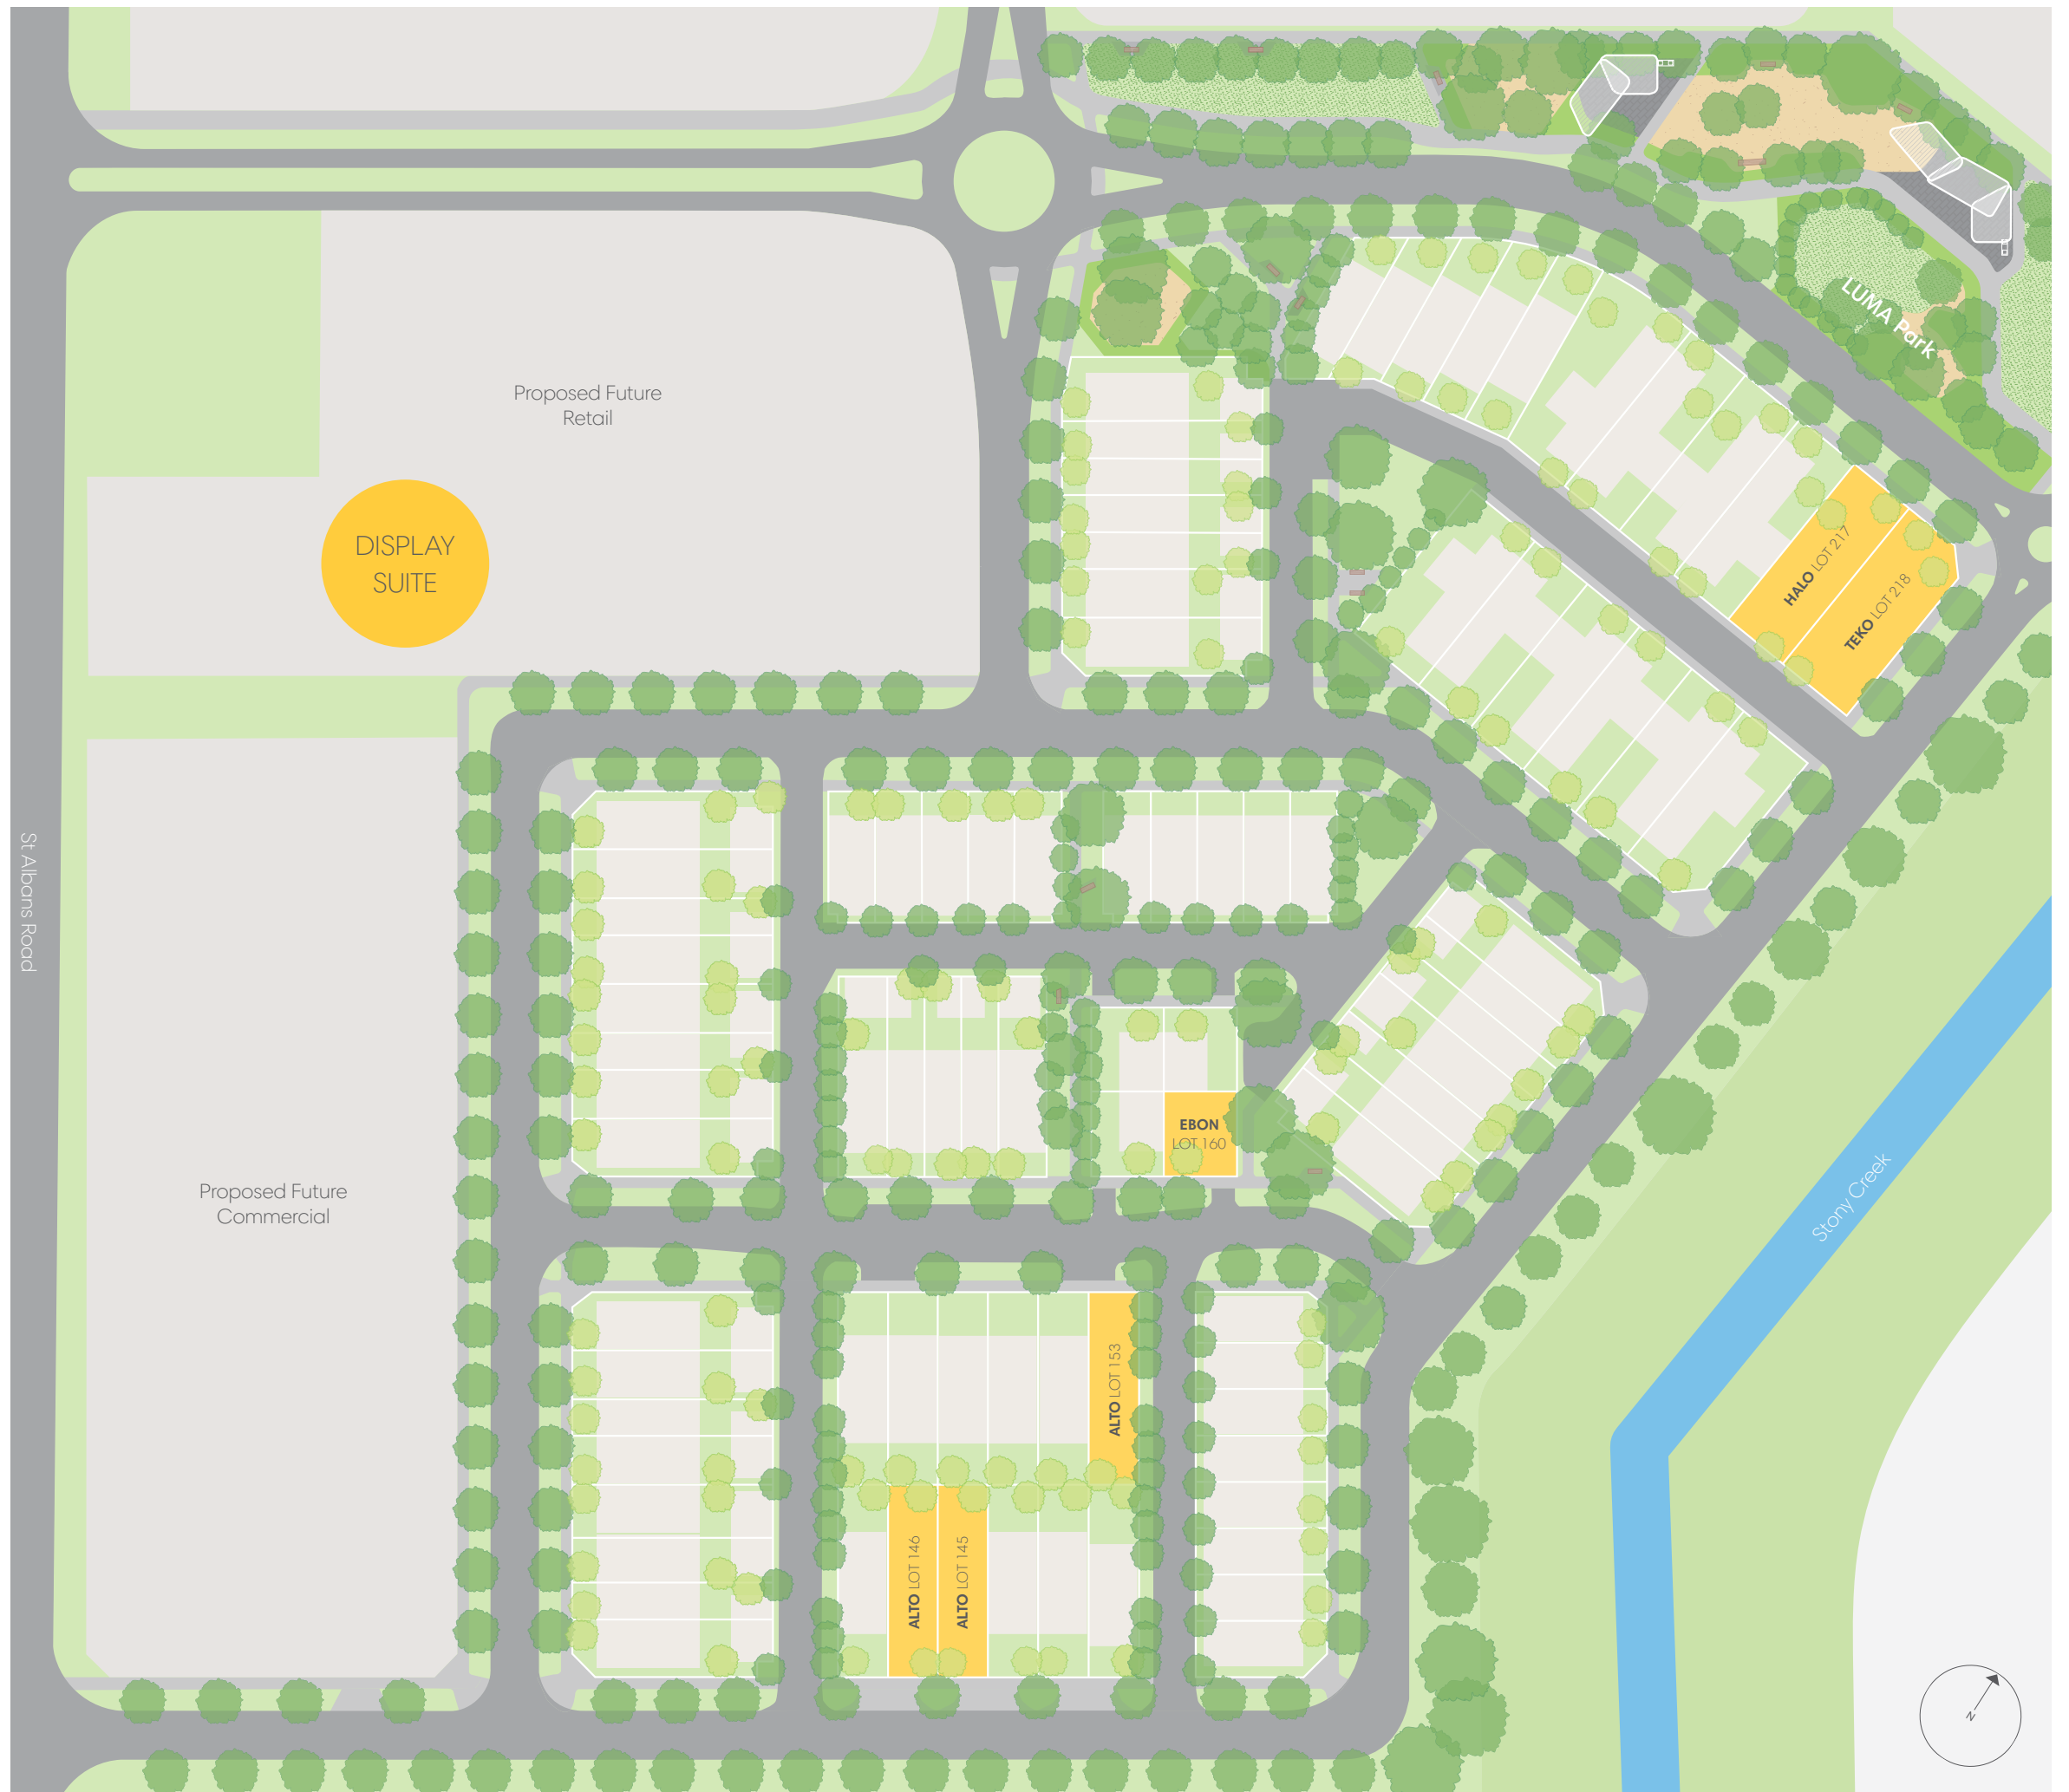 LUMA Park
Proposed Future
Retail
DISPLAY
SUITE
HALO LOT 217
TEKO LOT 218
St Albans Road
EBON
LOT 160
Proposed Future
Commercial
Stony Creek
ALTO LOT 153
ALTO LOT 146
ALTO LOT 145
N